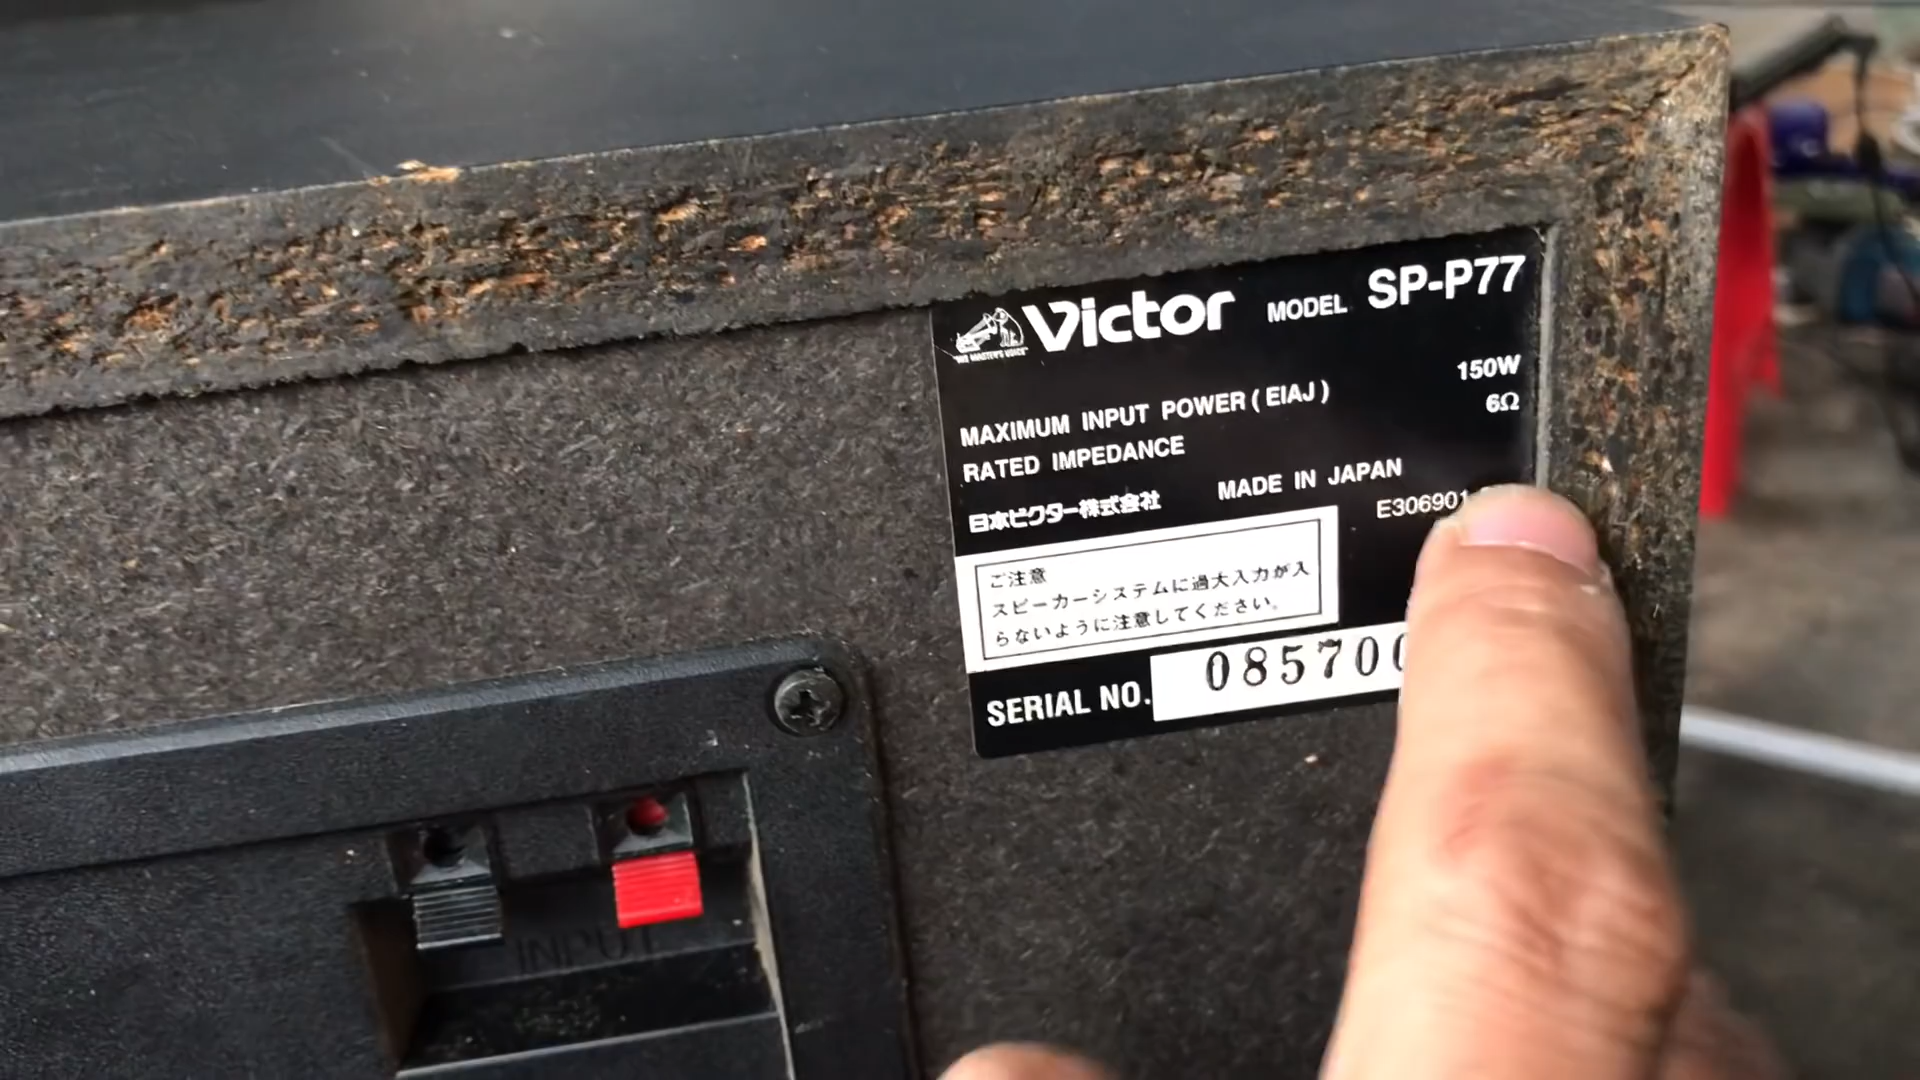 Victor MODEL SP-P77
"HIS MASTER'S VOICE"
MAXIMUM INPUT POWER (EIAJ) 150W
RATED IMPEDANCE 6Ω
日本ビクター株式会社 MADE IN JAPAN
E306901
ご注意
スピーカーシステムに過大入力が入
らないように注意してください。
SERIAL NO. 085700
INPUT